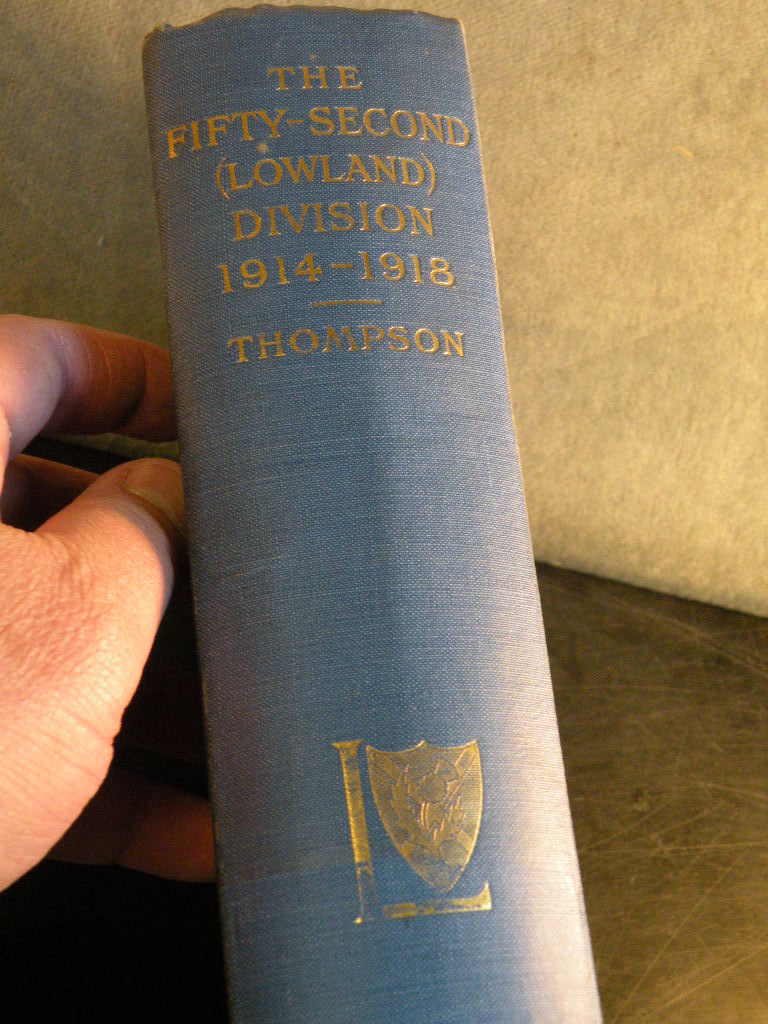 THE
FIFTY-SECOND
(LOWLAND)
DIVISION
1914-1918
THOMPSON
L